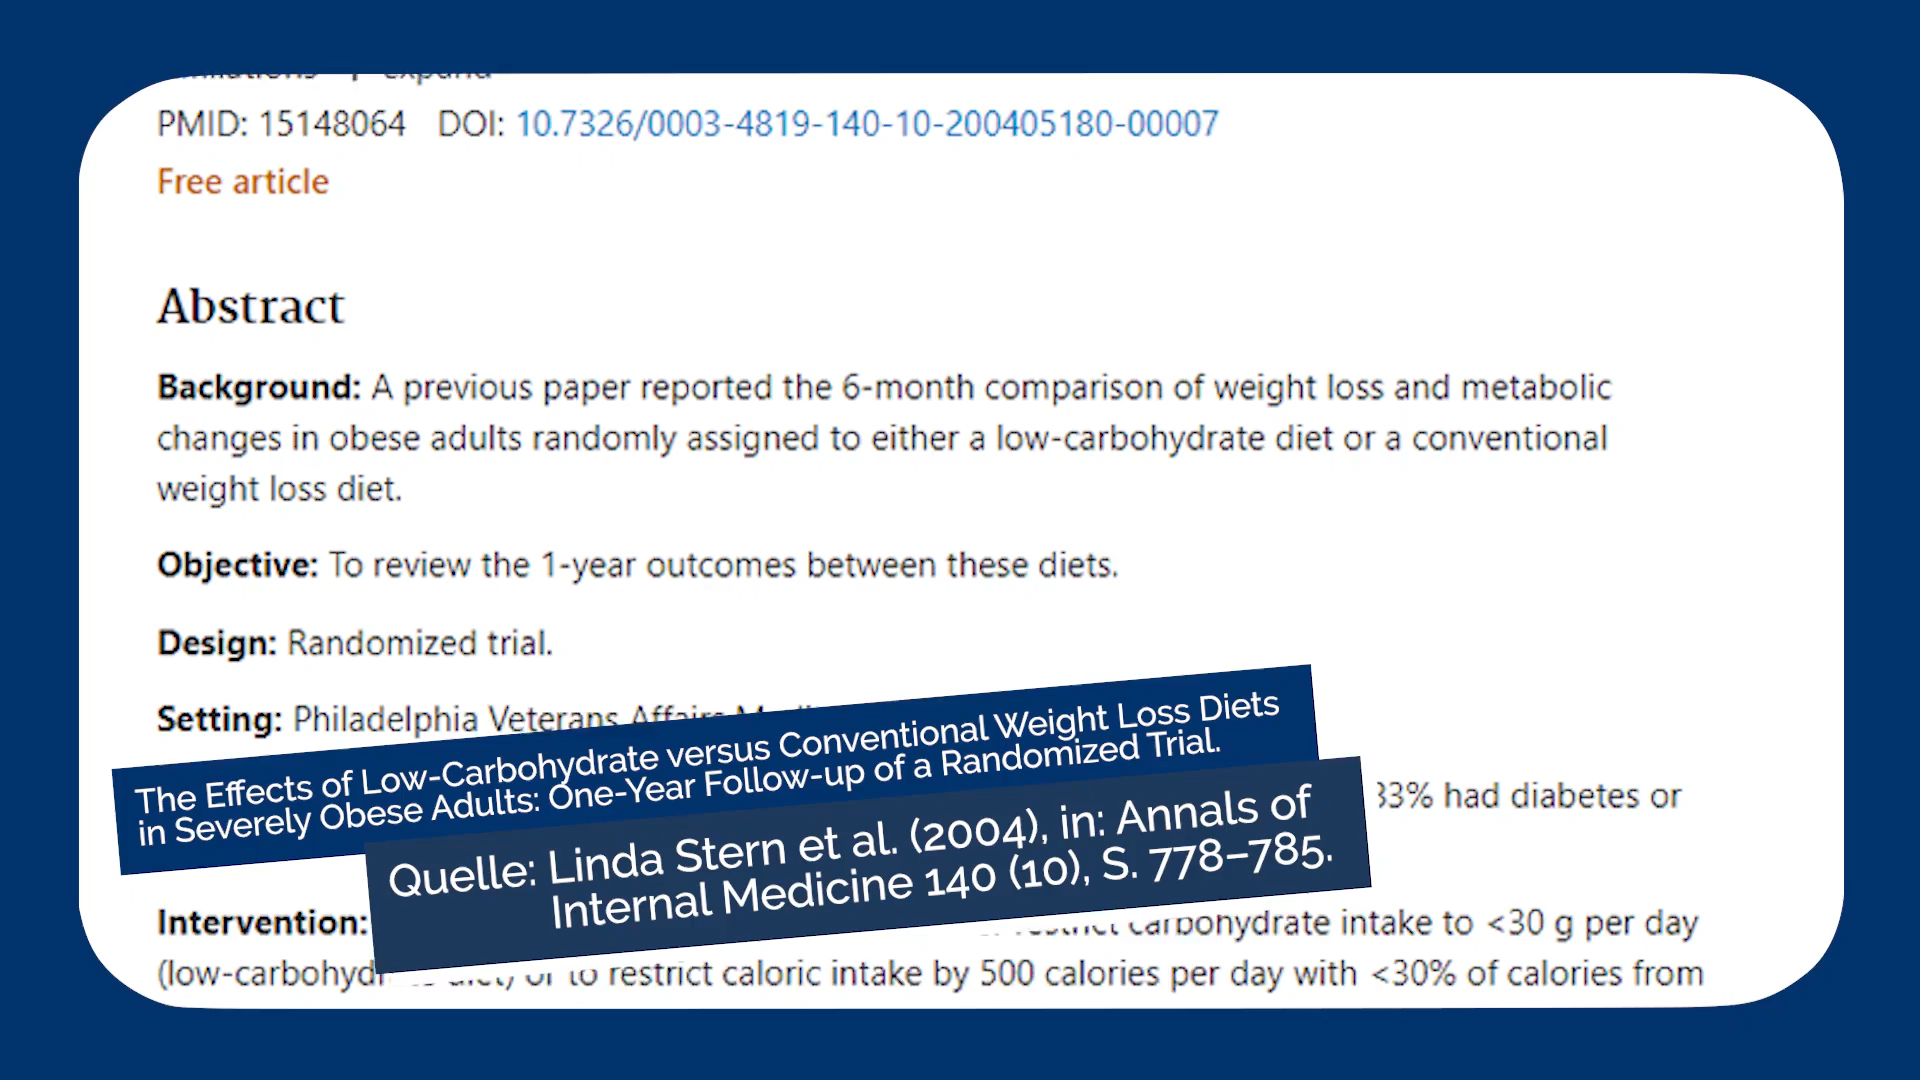 PMID: 15148064 DOI: 10.7326/0003-4819-140-10-200405180-00007
Free article
Abstract
Background: A previous paper reported the 6-month comparison of weight loss and metabolic
changes in obese adults randomly assigned to either a low-carbohydrate diet or a conventional
weight loss diet.
Objective: To review the 1-year outcomes between these diets.
Design: Randomized trial.
Setting: Philadelphia Veterans Affairs
The Effects of Low-Carbohydrate versus Conventional Weight Loss Diets
in Severely Obese Adults: One-Year Follow-up of a Randomized Trial.
33% had diabetes or
Quelle: Linda Stern et al. (2004), in: Annals of
Internal Medicine 140 (10), S. 778–785.
Intervention: restrict carbohydrate intake to <30 g per day
(low-carbohyd diet) or to restrict caloric intake by 500 calories per day with <30% of calories from